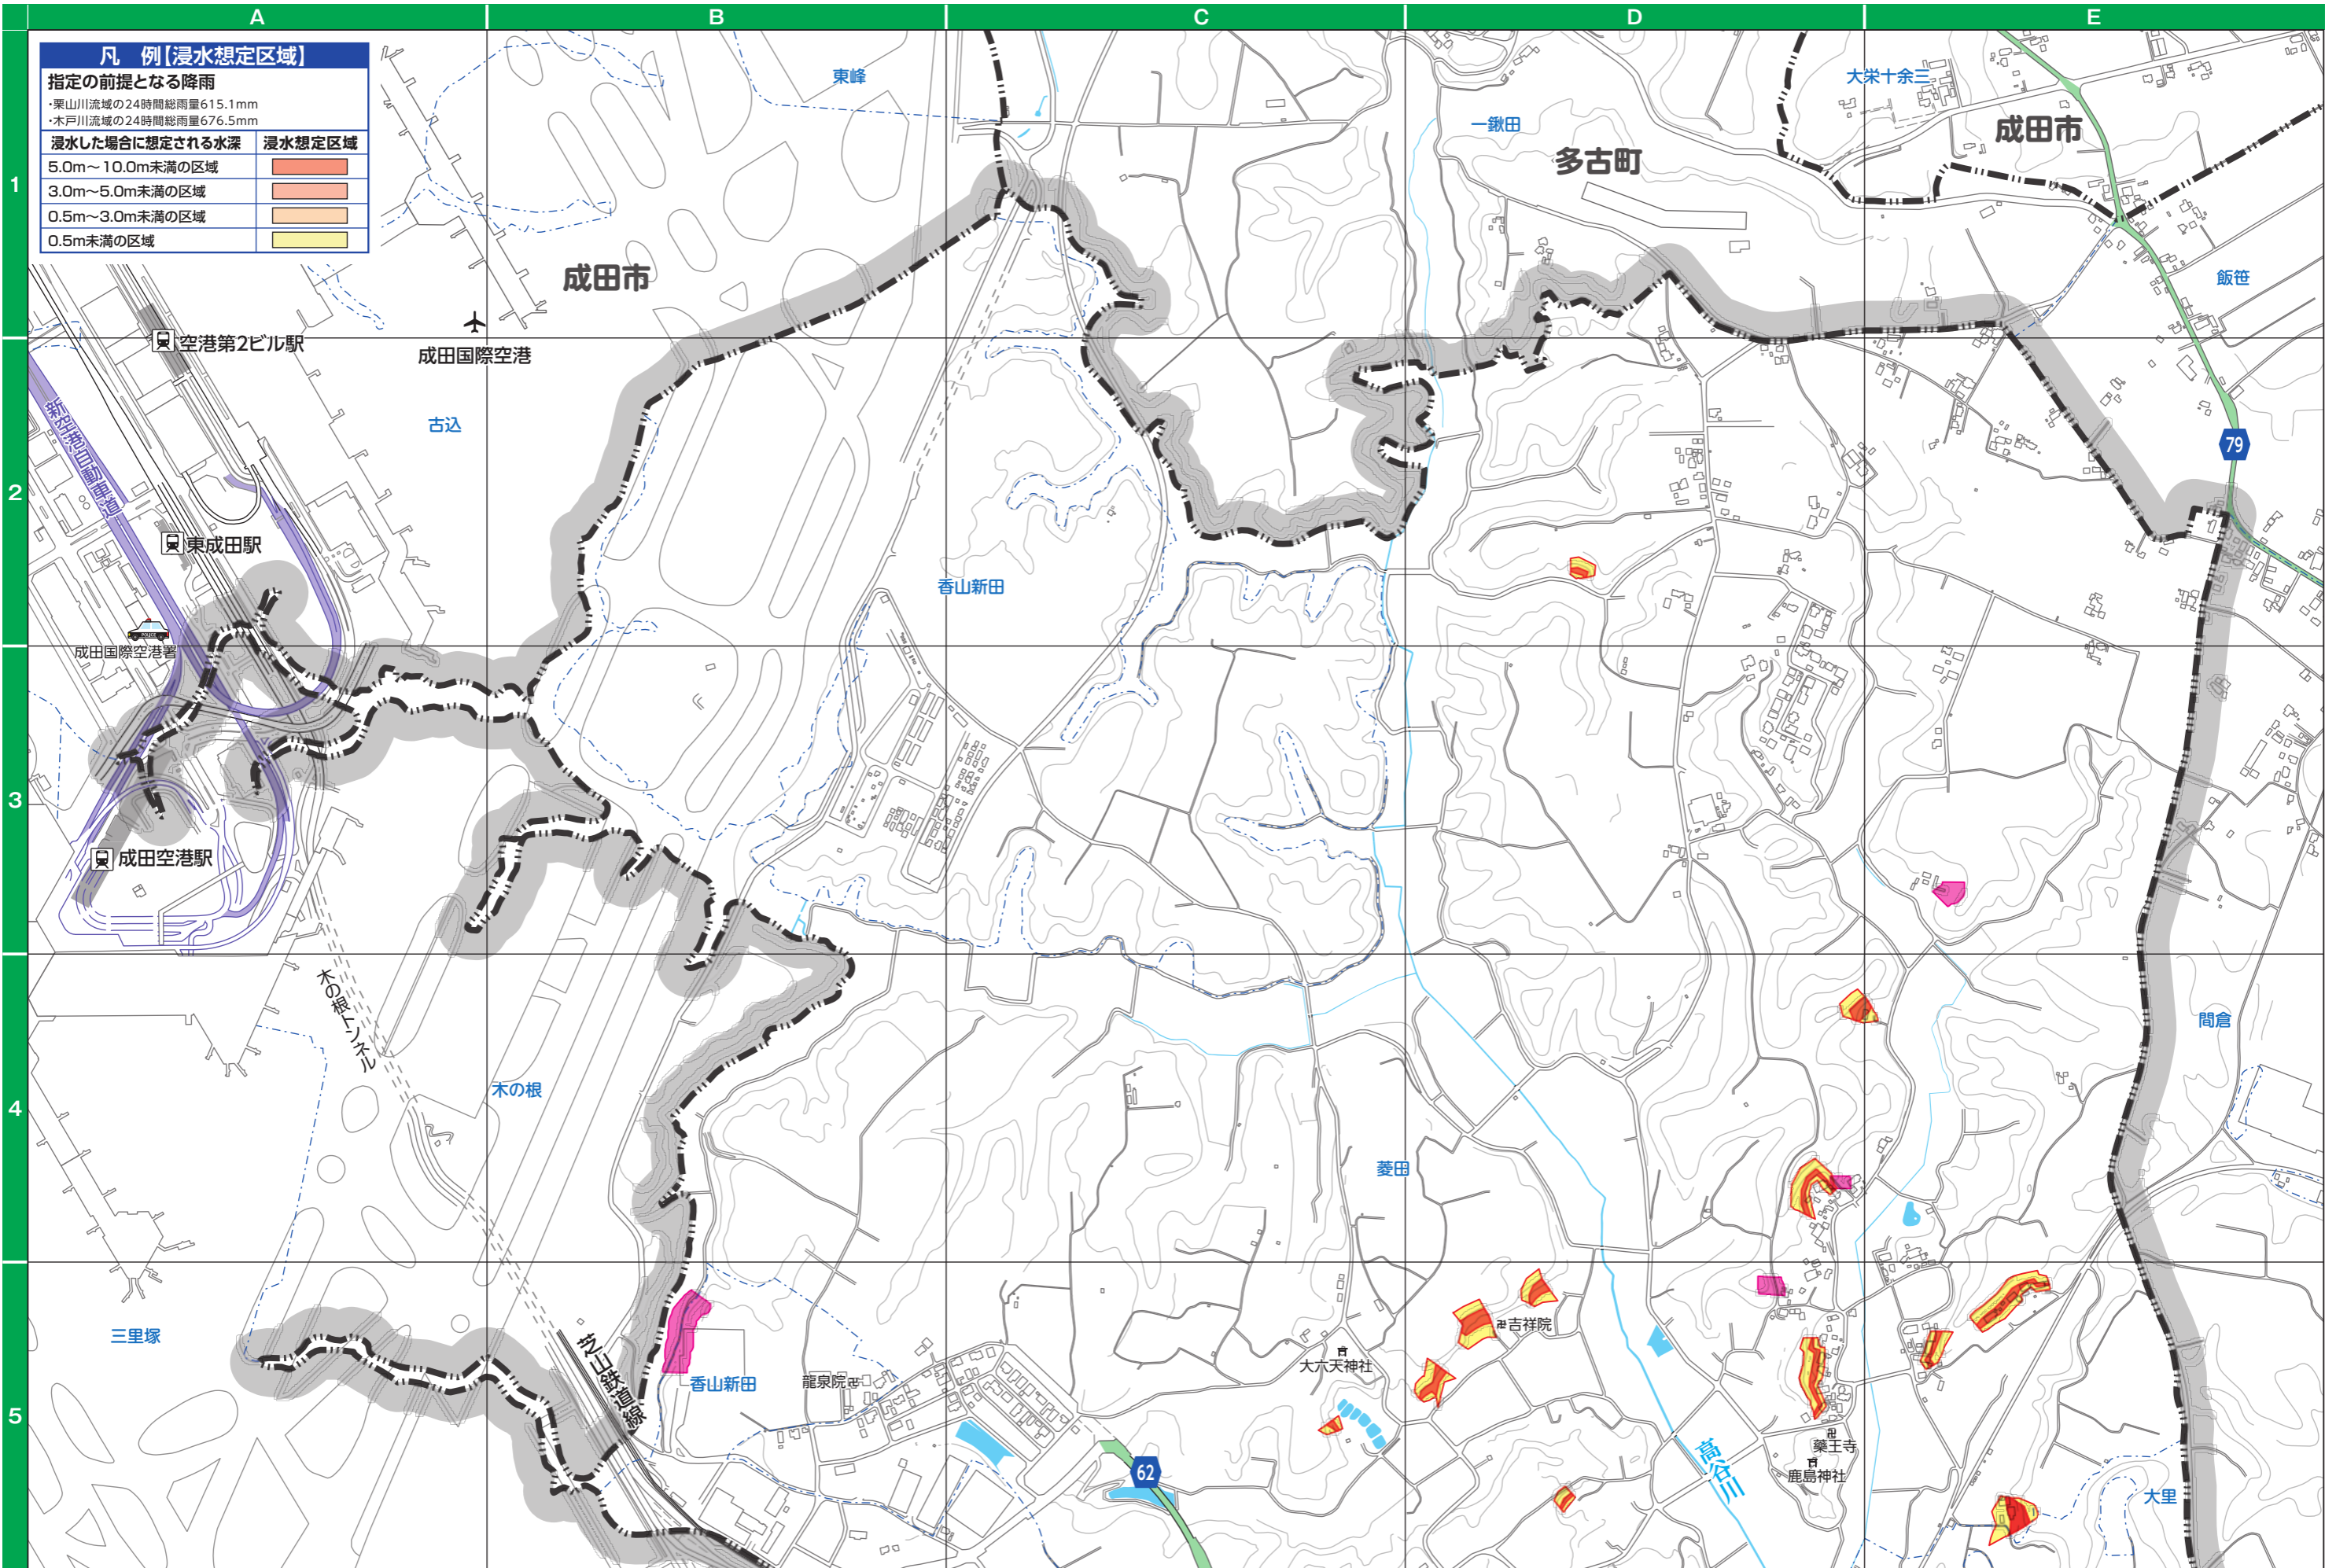 A
B
C
D
E
1
2
3
4
5
凡　例【浸水想定区域】
指定の前提となる降雨
・栗山川流域の24時間総雨量615.1mm
・木戸川流域の24時間総雨量676.5mm
浸水した場合に想定される水深
浸水想定区域
5.0m～10.0m未満の区域
3.0m～5.0m未満の区域
0.5m～3.0m未満の区域
0.5m未満の区域
東峰
一鍬田
多古町
大栄十余三
成田市
飯笹
成田市
空港第2ビル駅
成田国際空港
古込
新空港自動車道
東成田駅
79
香山新田
POLICE
成田国際空港署
成田空港駅
木の根トンネル
木の根
間倉
菱田
三里塚
芝山鉄道線
香山新田
龍泉院
大六天神社
吉祥院
62
高谷川
薬王寺
鹿島神社
大里